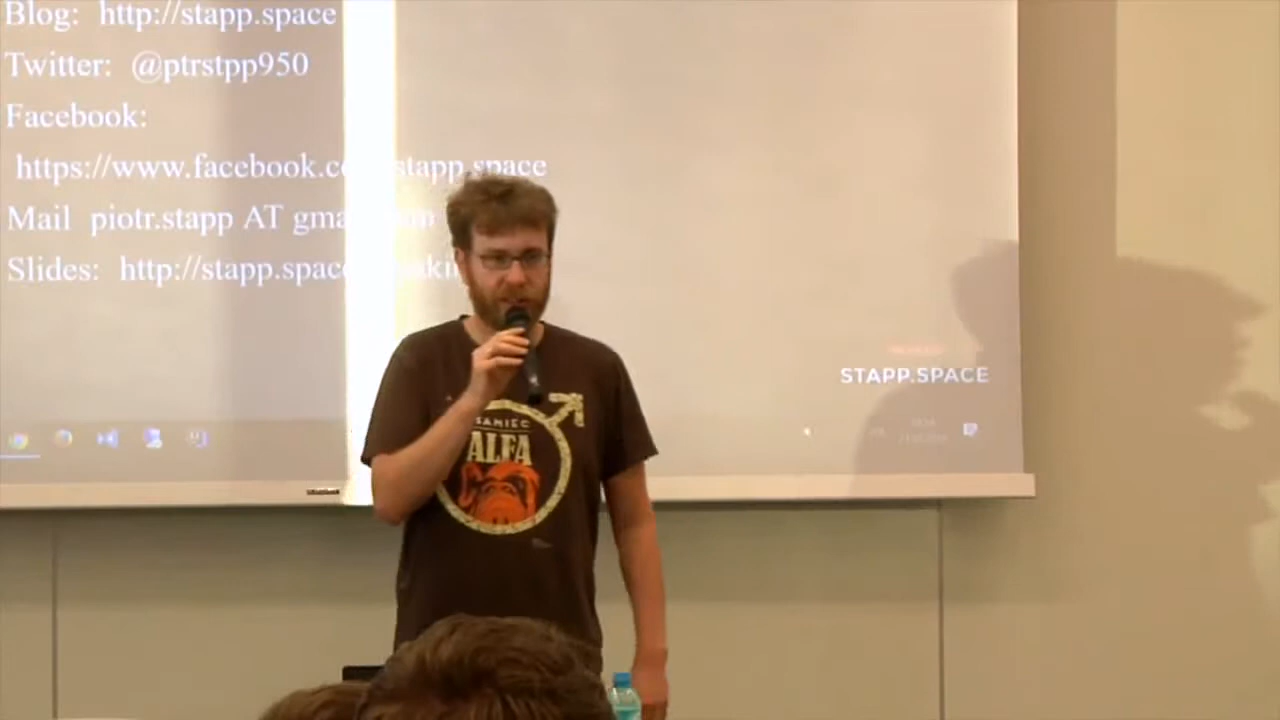 Blog: http://stapp.space
Twitter: @ptrstpp950
Facebook:
https://www.facebook.c stapp.space
Mail piotr.stapp AT gma
Slides: http://stapp.space
STAPP.SPACE
SAMIEC
ALFA